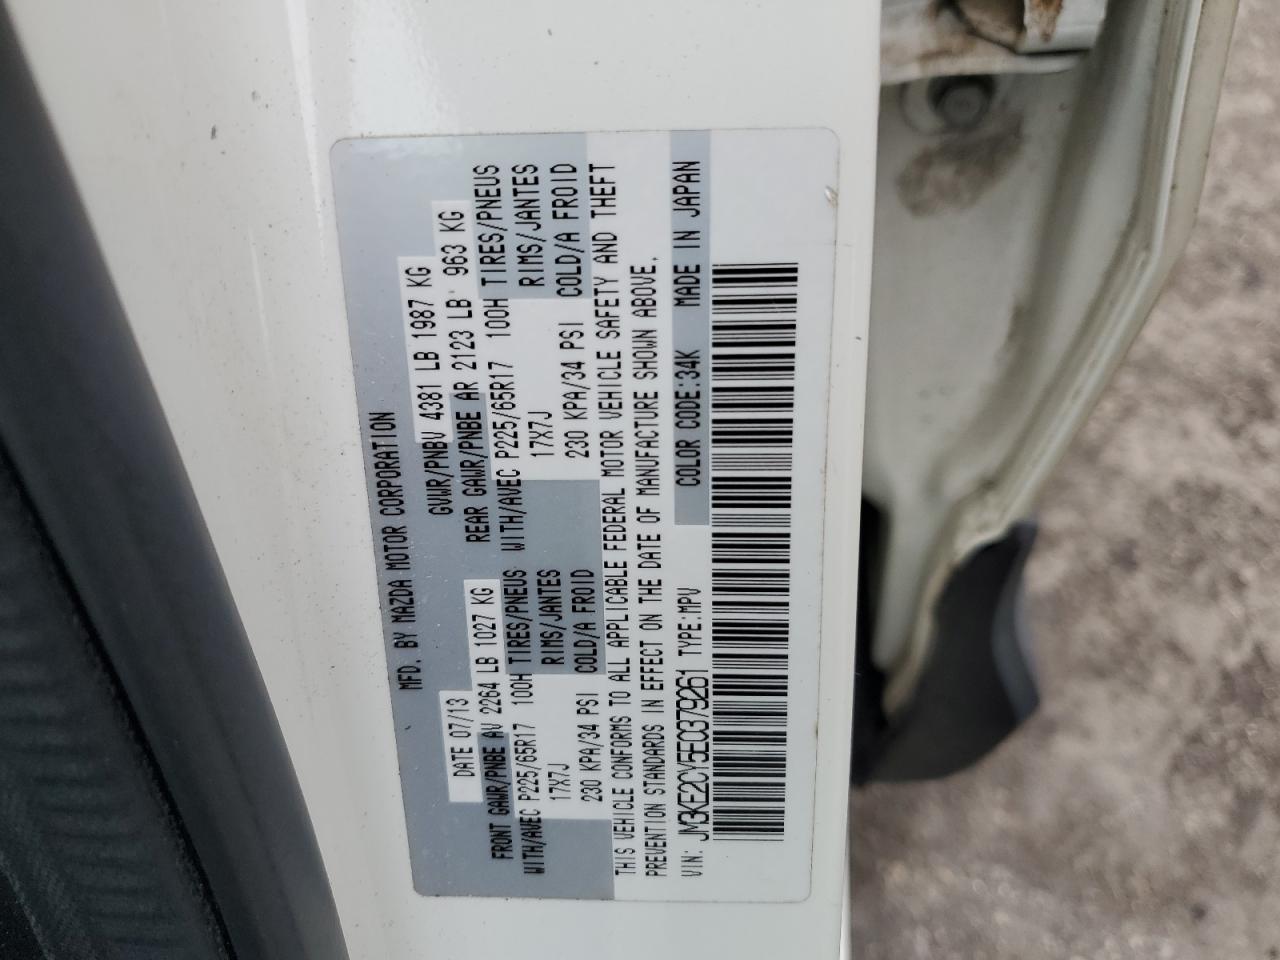 MFD. BY MAZDA MOTOR CORPORATION
DATE 07/13 GVWR/PNBV 4381 LB 1987 KG
FRONT GAWR/PNBE AV 2264 LB 1027 KG REAR GAWR/PNBE AR 2123 LB 963 KG
WITH/AVEC P225/65R17 100H TIRES/PNEUS WITH/AVEC P225/65R17 100H TIRES/PNEUS
17X7J RIMS/JANTES 17X7J RIMS/JANTES
230 KPA/34 PSI COLD/A FROID 230 KPA/34 PSI COLD/A FROID
THIS VEHICLE CONFORMS TO ALL APPLICABLE FEDERAL MOTOR VEHICLE SAFETY AND THEFT
PREVENTION STANDARDS IN EFFECT ON THE DATE OF MANUFACTURE SHOWN ABOVE.
VIN: JM3KE2CY5E0379261 TYPE:MPV COLOR CODE:34K MADE IN JAPAN